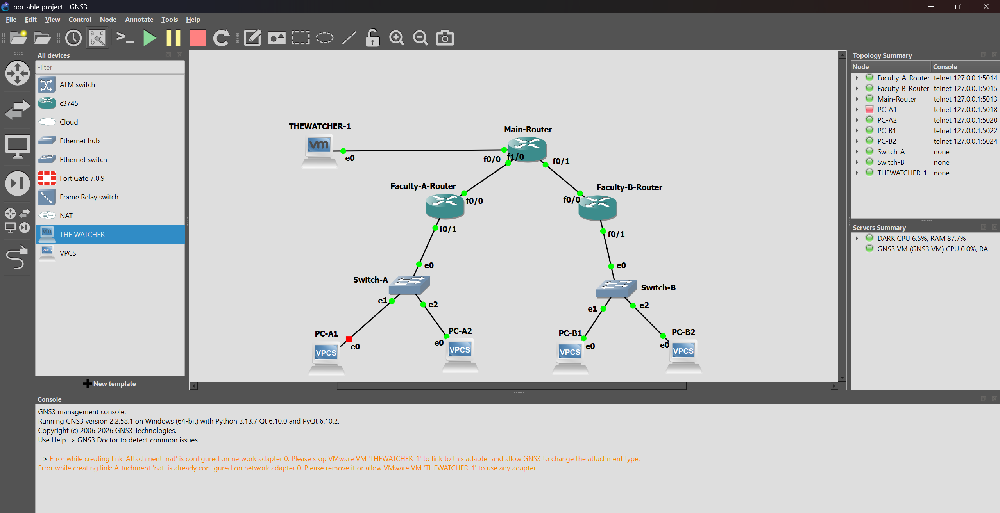 portable project - GNS3
File Edit View Control Node Annotate Tools Help
a c
b
All devices
Filter
ATM switch
c3745
Cloud
Ethernet hub
Ethernet switch
FortiGate 7.0.9
Frame Relay switch
NAT
vm THE WATCHER
VPCS VPCS
New template
THEWATCHER-1
vm
e0
Main-Router
f0/0
f1/0
f0/1
Faculty-A-Router
f0/0
Faculty-B-Router
f0/0
f0/1
f0/1
e0
e0
Switch-A
Switch-B
e1
e2
e1
e2
PC-A1
e0
VPCS
PC-A2
e0
VPCS
PC-B1
e0
VPCS
PC-B2
e0
VPCS
Topology Summary
Node Console
Faculty-A-Router telnet 127.0.0.1:5014
Faculty-B-Router telnet 127.0.0.1:5015
Main-Router telnet 127.0.0.1:5013
PC-A1 telnet 127.0.0.1:5018
PC-A2 telnet 127.0.0.1:5020
PC-B1 telnet 127.0.0.1:5022
PC-B2 telnet 127.0.0.1:5024
Switch-A none
Switch-B none
THEWATCHER-1 none
Servers Summary
DARK CPU 6.5%, RAM 87.7%
GNS3 VM (GNS3 VM) CPU 0.0%, RA...
Console
GNS3 management console.
Running GNS3 version 2.2.58.1 on Windows (64-bit) with Python 3.13.7 Qt 6.10.0 and PyQt 6.10.2.
Copyright (c) 2006-2026 GNS3 Technologies.
Use Help -> GNS3 Doctor to detect common issues.
=> Error while creating link: Attachment 'nat' is configured on network adapter 0. Please stop VMware VM 'THEWATCHER-1' to link to this adapter and allow GNS3 to change the attachment type.
Error while creating link: Attachment 'nat' is already configured on network adapter 0. Please remove it or allow VMware VM 'THEWATCHER-1' to use any adapter.